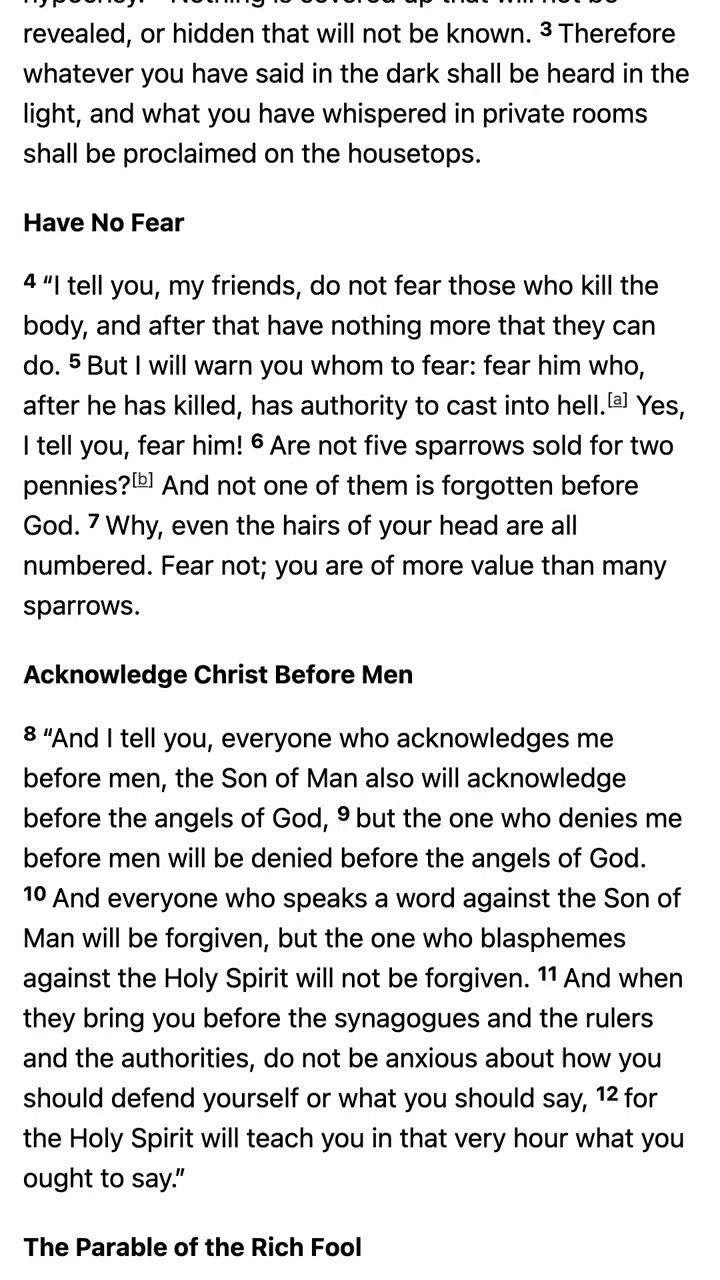 hypocrisy. 2 Nothing is covered up that will not be
revealed, or hidden that will not be known. 3 Therefore
whatever you have said in the dark shall be heard in the
light, and what you have whispered in private rooms
shall be proclaimed on the housetops.
Have No Fear
4 “I tell you, my friends, do not fear those who kill the
body, and after that have nothing more that they can
do. 5 But I will warn you whom to fear: fear him who,
after he has killed, has authority to cast into hell.[a] Yes,
I tell you, fear him! 6 Are not five sparrows sold for two
pennies?[b] And not one of them is forgotten before
God. 7 Why, even the hairs of your head are all
numbered. Fear not; you are of more value than many
sparrows.
Acknowledge Christ Before Men
8 “And I tell you, everyone who acknowledges me
before men, the Son of Man also will acknowledge
before the angels of God, 9 but the one who denies me
before men will be denied before the angels of God.
10 And everyone who speaks a word against the Son of
Man will be forgiven, but the one who blasphemes
against the Holy Spirit will not be forgiven. 11 And when
they bring you before the synagogues and the rulers
and the authorities, do not be anxious about how you
should defend yourself or what you should say, 12 for
the Holy Spirit will teach you in that very hour what you
ought to say.”
The Parable of the Rich Fool